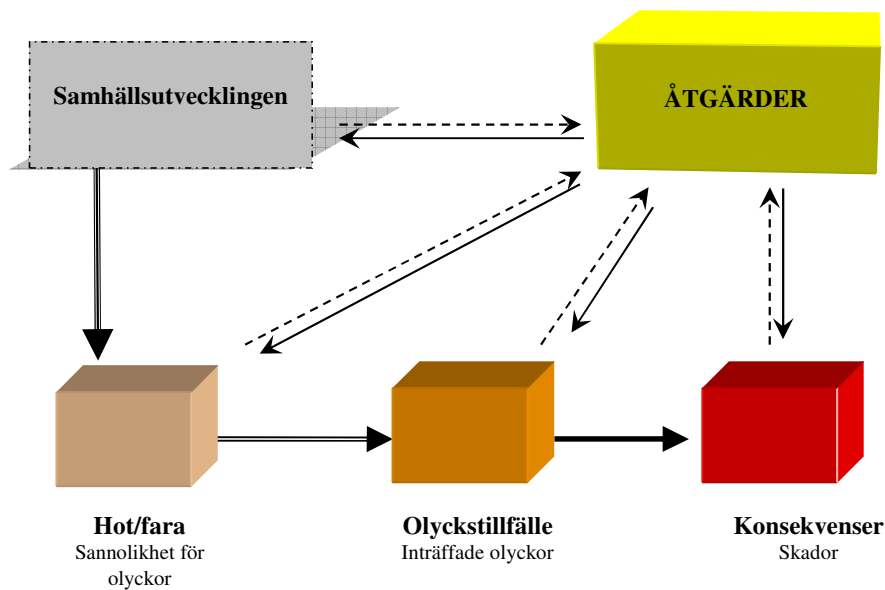 Samhällsutvecklingen
ÅTGÄRDER
Hot/fara
Sannolikhet för
olyckor
Olyckstillfälle
Inträffade olyckor
Konsekvenser
Skador